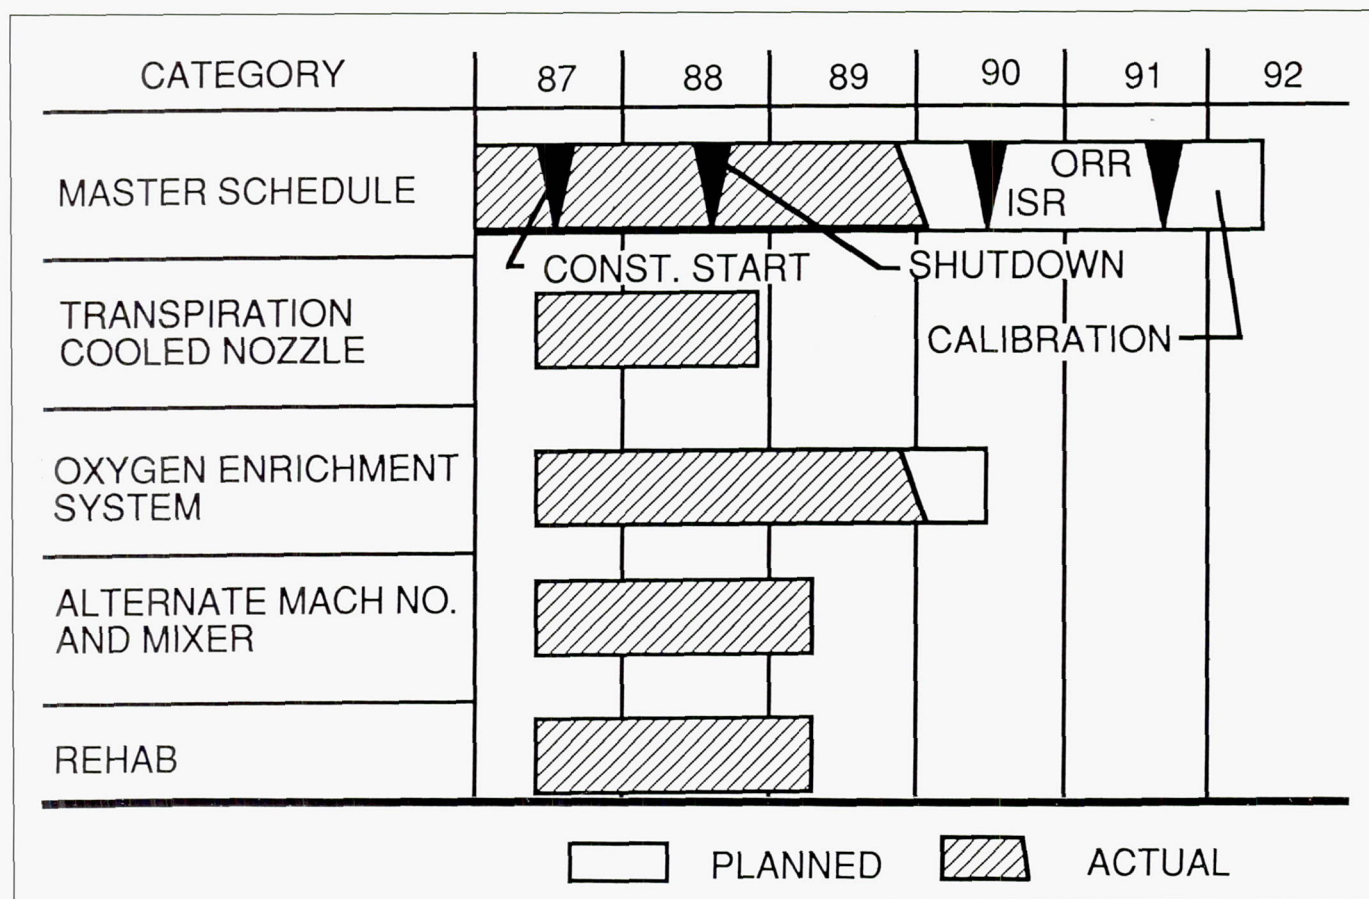 CATEGORY 87 88 89 90 91 92
MASTER SCHEDULE
ORR
ISR
CONST. START
SHUTDOWN
TRANSPIRATION
COOLED NOZZLE
CALIBRATION
OXYGEN ENRICHMENT
SYSTEM
ALTERNATE MACH NO.
AND MIXER
REHAB
PLANNED ACTUAL